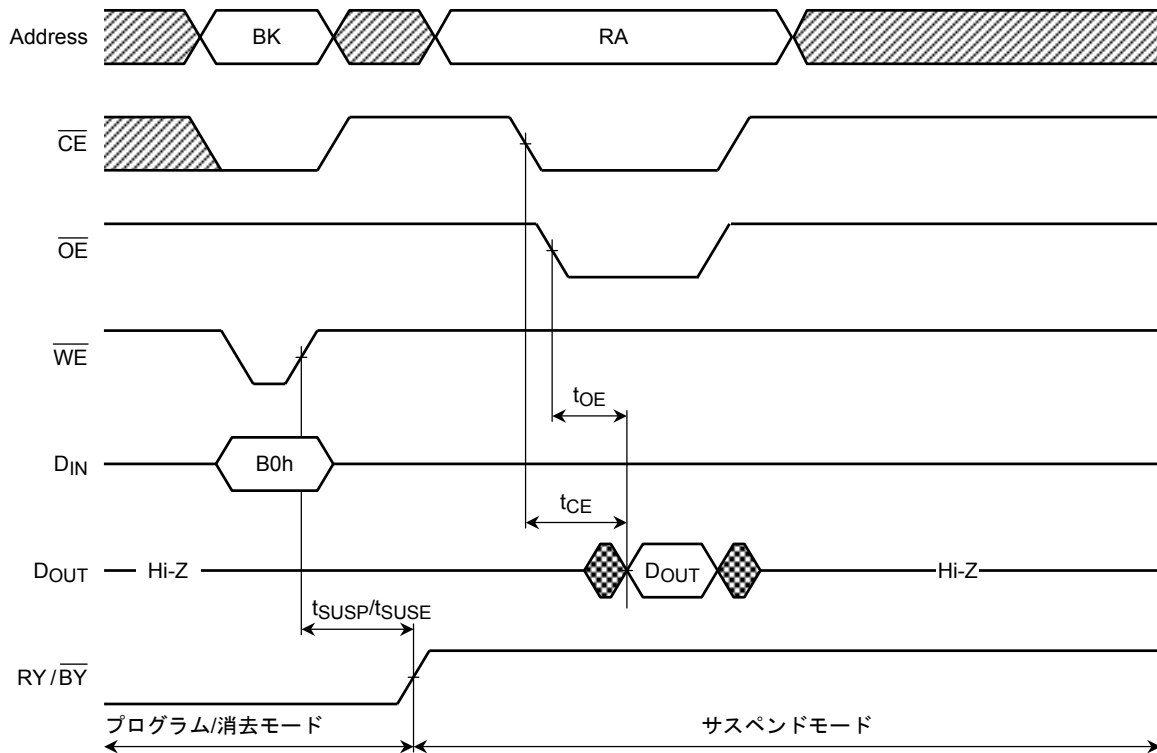 Address BK RA
CE
OE
WE
tOE
DIN B0h
tCE
DOUT Hi-Z DOUT Hi-Z
tSUSP/tSUSE
RY/BY
プログラム/消去モード サスペンドモード